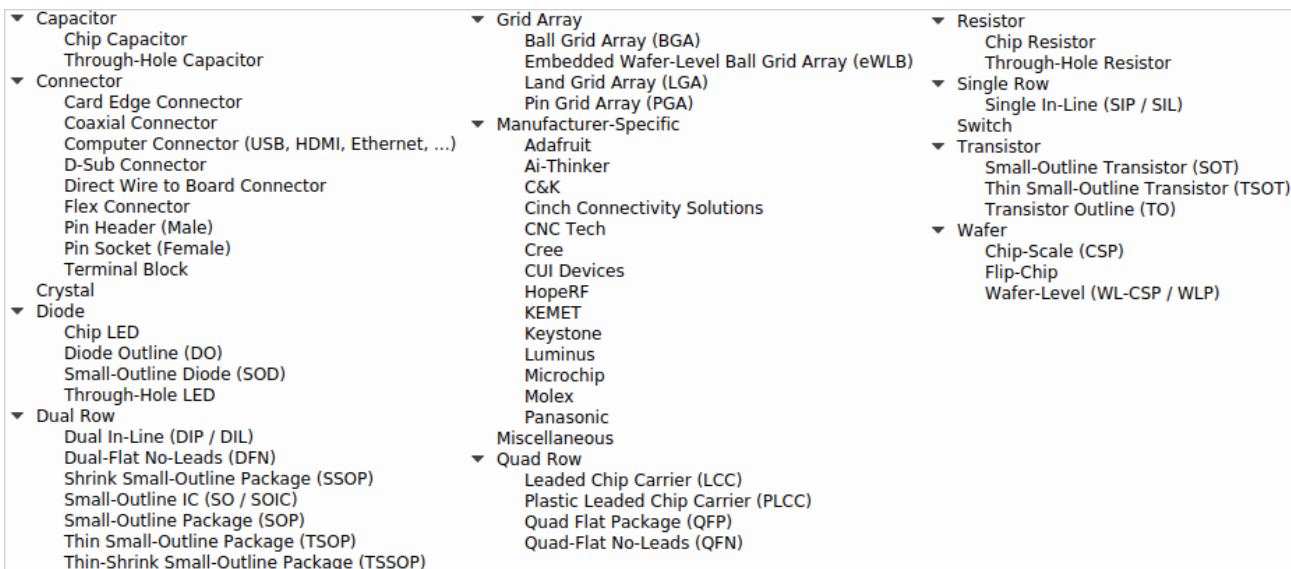 Capacitor
Chip Capacitor
Through-Hole Capacitor
Connector
Card Edge Connector
Coaxial Connector
Computer Connector (USB, HDMI, Ethernet, ...)
D-Sub Connector
Direct Wire to Board Connector
Flex Connector
Pin Header (Male)
Pin Socket (Female)
Terminal Block
Crystal
Diode
Chip LED
Diode Outline (DO)
Small-Outline Diode (SOD)
Through-Hole LED
Dual Row
Dual In-Line (DIP / DIL)
Dual-Flat No-Leads (DFN)
Shrink Small-Outline Package (SSOP)
Small-Outline IC (SO / SOIC)
Small-Outline Package (SOP)
Thin Small-Outline Package (TSOP)
Thin-Shrink Small-Outline Package (TSSOP)
Grid Array
Ball Grid Array (BGA)
Embedded Wafer-Level Ball Grid Array (eWLB)
Land Grid Array (LGA)
Pin Grid Array (PGA)
Manufacturer-Specific
Adafruit
Ai-Thinker
C&K
Cinch Connectivity Solutions
CNC Tech
Cree
CUI Devices
HopeRF
KEMET
Keystone
Luminus
Microchip
Molex
Panasonic
Miscellaneous
Quad Row
Leaded Chip Carrier (LCC)
Plastic Leaded Chip Carrier (PLCC)
Quad Flat Package (QFP)
Quad-Flat No-Leads (QFN)
Resistor
Chip Resistor
Through-Hole Resistor
Single Row
Single In-Line (SIP / SIL)
Switch
Transistor
Small-Outline Transistor (SOT)
Thin Small-Outline Transistor (TSOT)
Transistor Outline (TO)
Wafer
Chip-Scale (CSP)
Flip-Chip
Wafer-Level (WL-CSP / WLP)